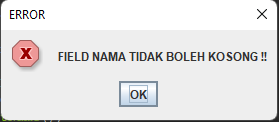 ERROR
FIELD NAMA TIDAK BOLEH KOSONG !!
OK